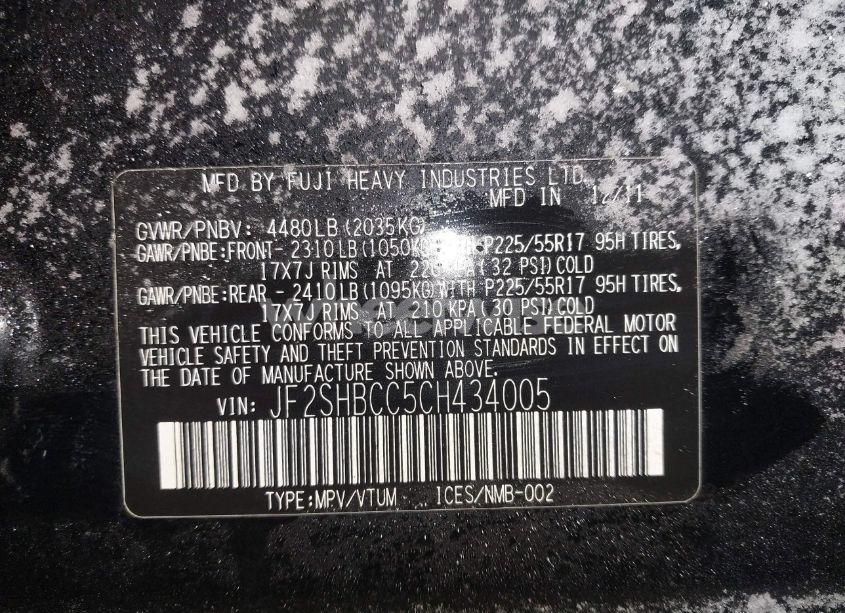 MFD BY FUJI HEAVY INDUSTRIES LTD.
MFD IN 12/11
GVWR/PNBV: 4480LB(2035KG)
GAWR/PNBE:FRONT-2310LB(1050KG)WITH P225/55R17 95H TIRES,
17X7J RIMS AT 220 KPA(32 PSI)COLD
GAWR/PNBE:REAR -2410LB(1095KG)WITH P225/55R17 95H TIRES,
17X7J RIMS AT 210 KPA(30 PSI)COLD
THIS VEHICLE CONFORMS TO ALL APPLICABLE FEDERAL MOTOR
VEHICLE SAFETY AND THEFT PREVENTION STANDARDS IN EFFECT ON
THE DATE OF MANUFACTURE SHOWN ABOVE.
VIN: JF2SHBCC5CH434005
TYPE:MPV/VTUM ICES/NMB-002